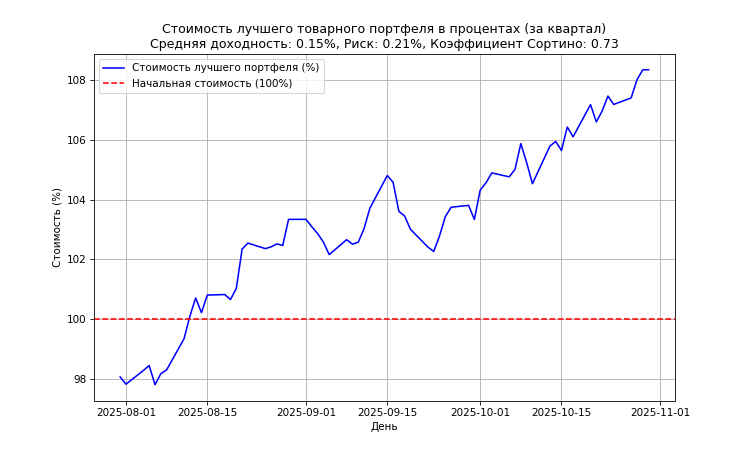 Стоимость лучшего товарного портфеля в процентах (за квартал)
Средняя доходность: 0.15%, Риск: 0.21%, Коэффициент Сортино: 0.73
Стоимость лучшего портфеля (%)
Начальная стоимость (100%)
Стоимость (%)
108
106
104
102
100
98
2025-08-01 2025-08-15 2025-09-01 2025-09-15 2025-10-01 2025-10-15 2025-11-01
День